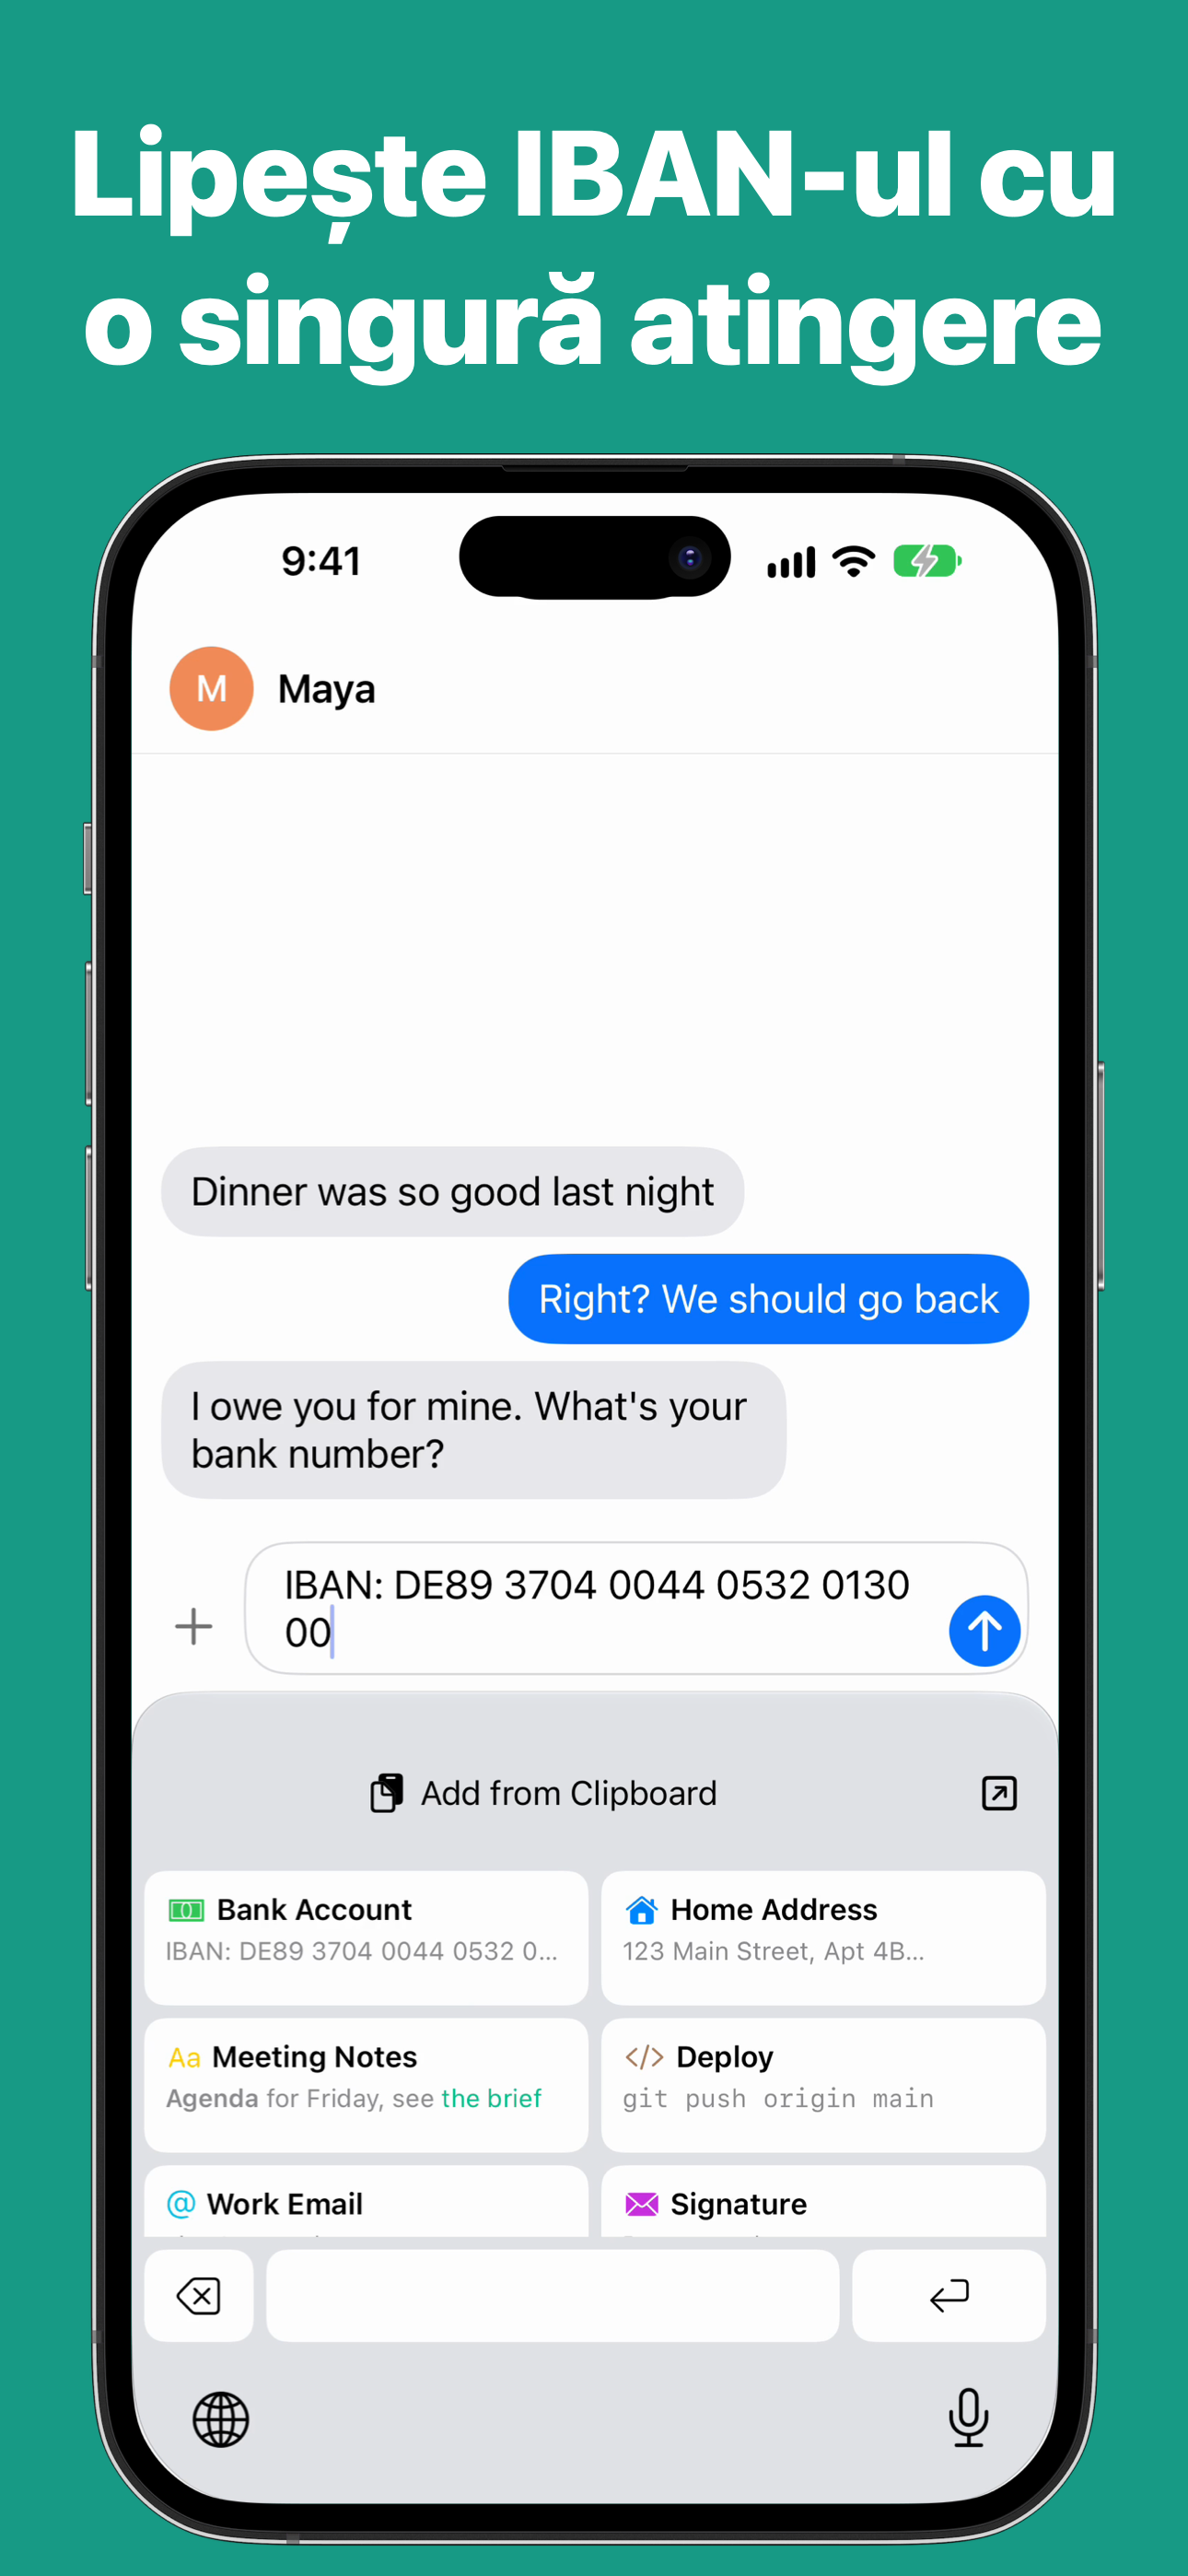 Lipește IBAN-ul cu
o singură atingere
9:41
M
Maya
Dinner was so good last night
Right? We should go back
I owe you for mine. What's your
bank number?
IBAN: DE89 3704 0044 0532 0130
00
Add from Clipboard
Bank Account
IBAN: DE89 3704 0044 0532 0...
Home Address
123 Main Street, Apt 4B...
Aa Meeting Notes
Agenda for Friday, see the brief
</> Deploy
git push origin main
@ Work Email
Signature